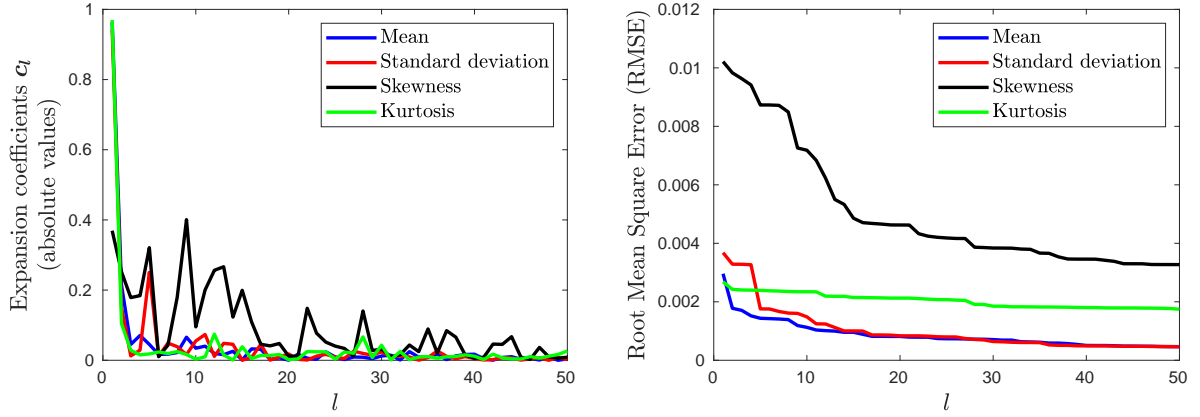 Expansion coefficients c_l
(absolute values)
1
0.8
0.6
0.4
0.2
0
0
10
20
30
40
50
l
Mean
Standard deviation
Skewness
Kurtosis
Root Mean Square Error (RMSE)
0.012
0.01
0.008
0.006
0.004
0.002
0
0
10
20
30
40
50
l
Mean
Standard deviation
Skewness
Kurtosis